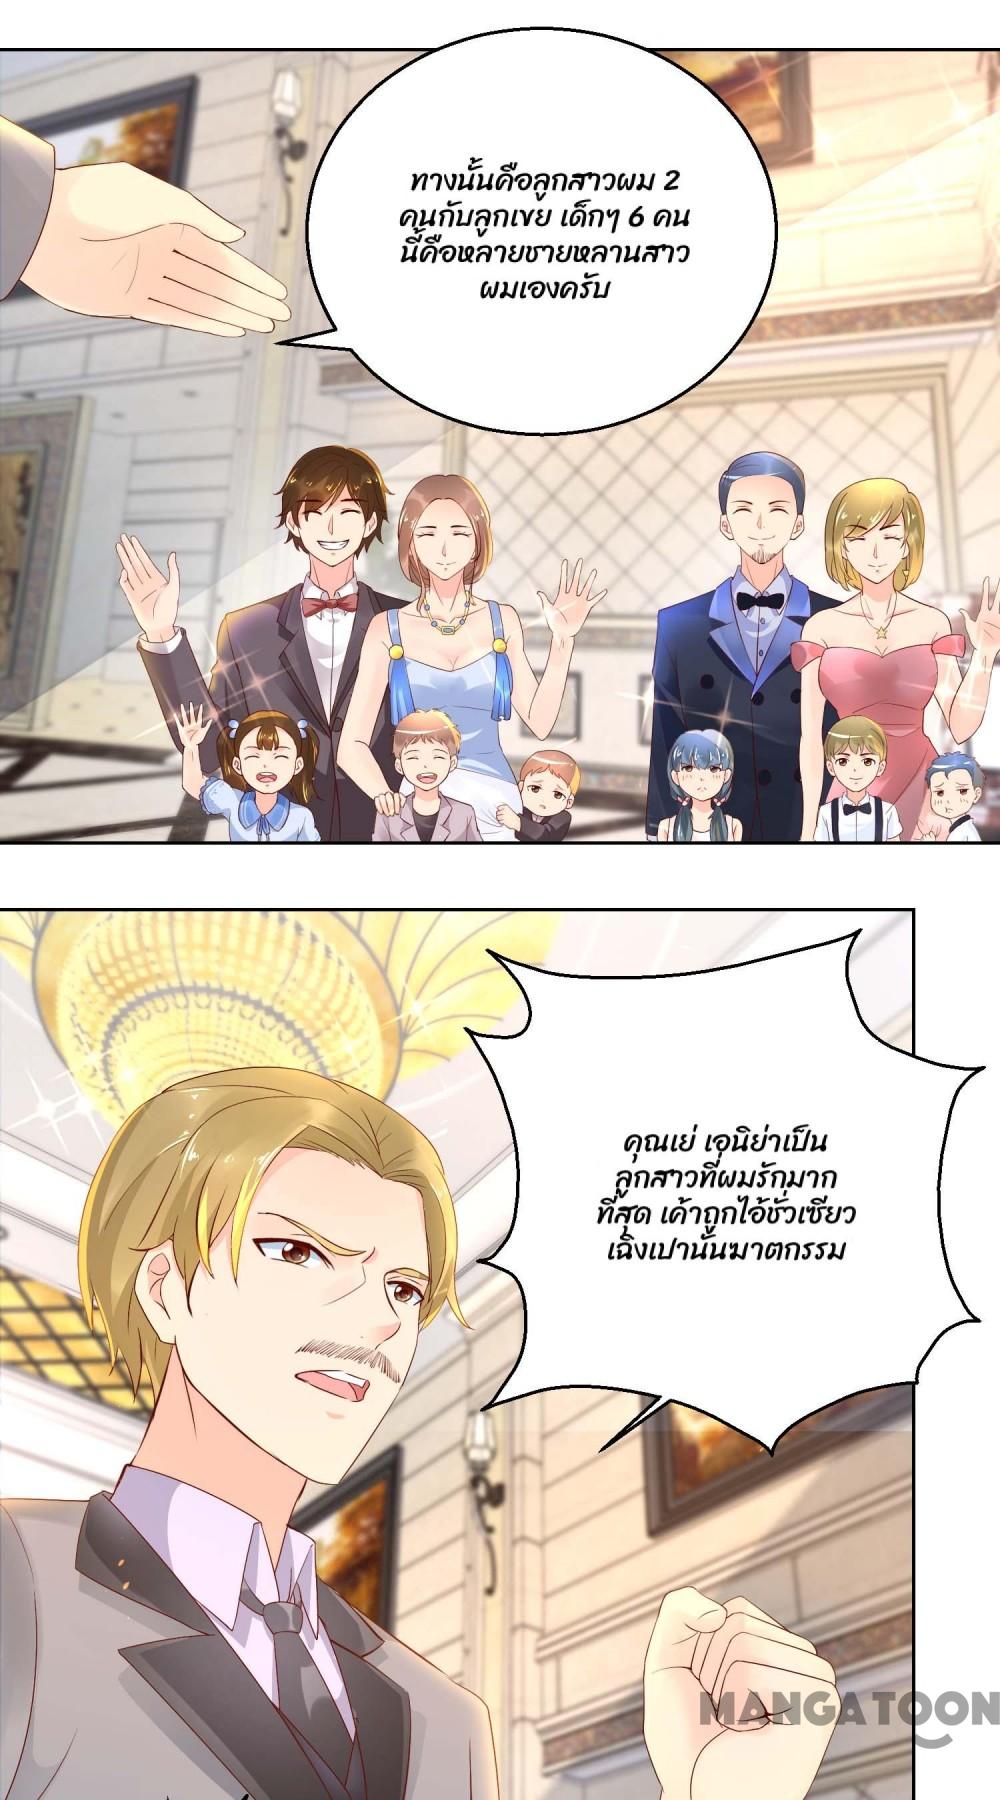 ทางนั้นคือลูกสาวผม 2
คนกับลูกเขย เด็กๆ 6 คน
นี้คือหลายชายหลานสาว
ผมเองครับ
คุณเย่ เอนิย่าเป็น
ลูกสาวที่ผมรักมาก
ที่สุด เค้าถูกไอ้ชั่วเซียว
เฉิงเปานั่นฆาตกรรม
MANGATOON